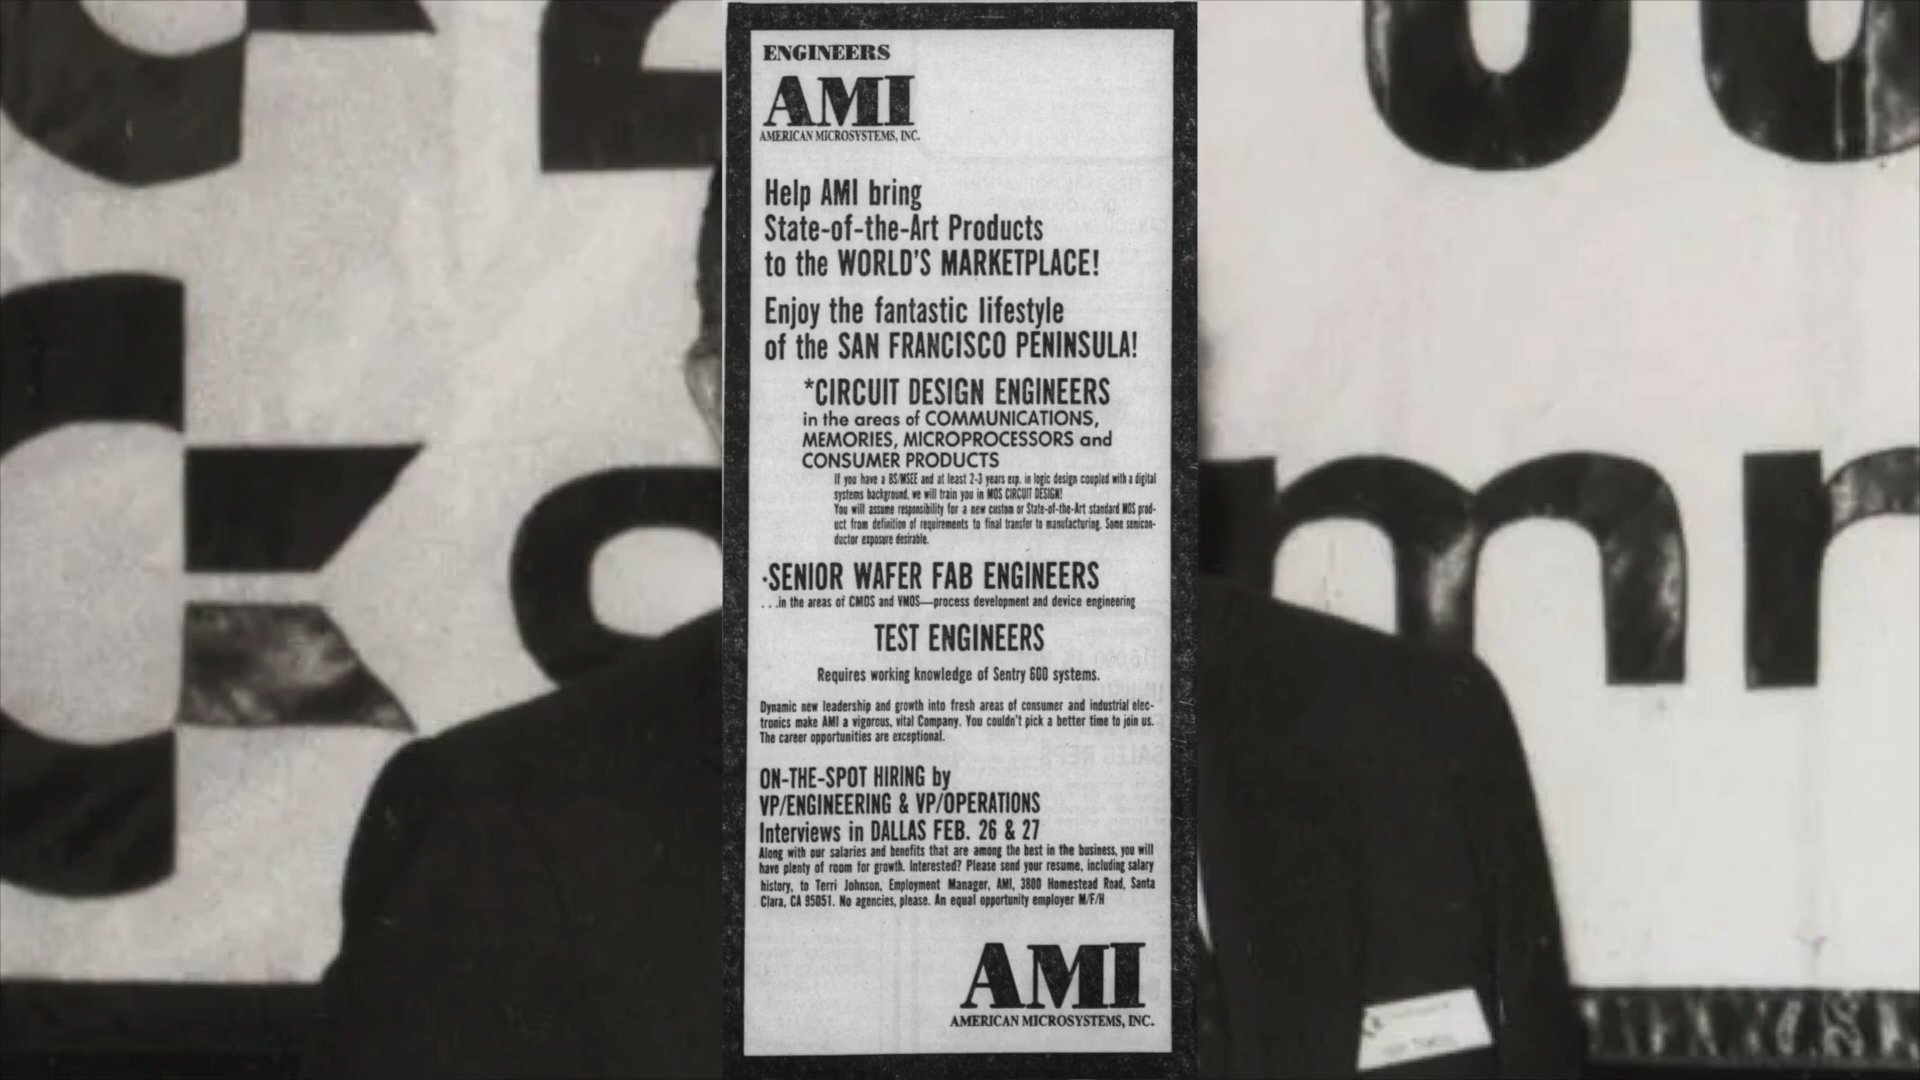 ENGINEERS
AMI
AMERICAN MICROSYSTEMS, INC.
Help AMI bring
State-of-the-Art Products
to the WORLD'S MARKETPLACE!
Enjoy the fantastic lifestyle
of the SAN FRANCISCO PENINSULA!
*CIRCUIT DESIGN ENGINEERS
in the areas of COMMUNICATIONS,
MEMORIES, MICROPROCESSORS and
CONSUMER PRODUCTS
If you have a BS/MSEE and at least 2-3 years exp. in logic design coupled with a digital
systems background, we will train you in MOS CIRCUIT DESIGN!
You will assume responsibility for a new custom or State-of-the-Art standard MOS prod-
uct from definition of requirements to final transfer to manufacturing. Some semicon-
ductor exposure desirable.
·SENIOR WAFER FAB ENGINEERS
. . .in the areas of CMOS and VMOS—process development and device engineering
TEST ENGINEERS
Requires working knowledge of Sentry 600 systems.
Dynamic new leadership and growth into fresh areas of consumer and industrial elec-
tronics make AMI a vigorous, vital Company. You couldn't pick a better time to join us.
The career opportunities are exceptional.
ON-THE-SPOT HIRING by
VP/ENGINEERING & VP/OPERATIONS
Interviews in DALLAS FEB. 26 & 27
Along with our salaries and benefits that are among the best in the business, you will
have plenty of room for growth. Interested? Please send your resume, including salary
history, to Terri Johnson, Employment Manager, AMI, 3800 Homestead Road, Santa
Clara, CA 95051. No agencies, please. An equal opportunity employer M/F/H
AMI
AMERICAN MICROSYSTEMS, INC.